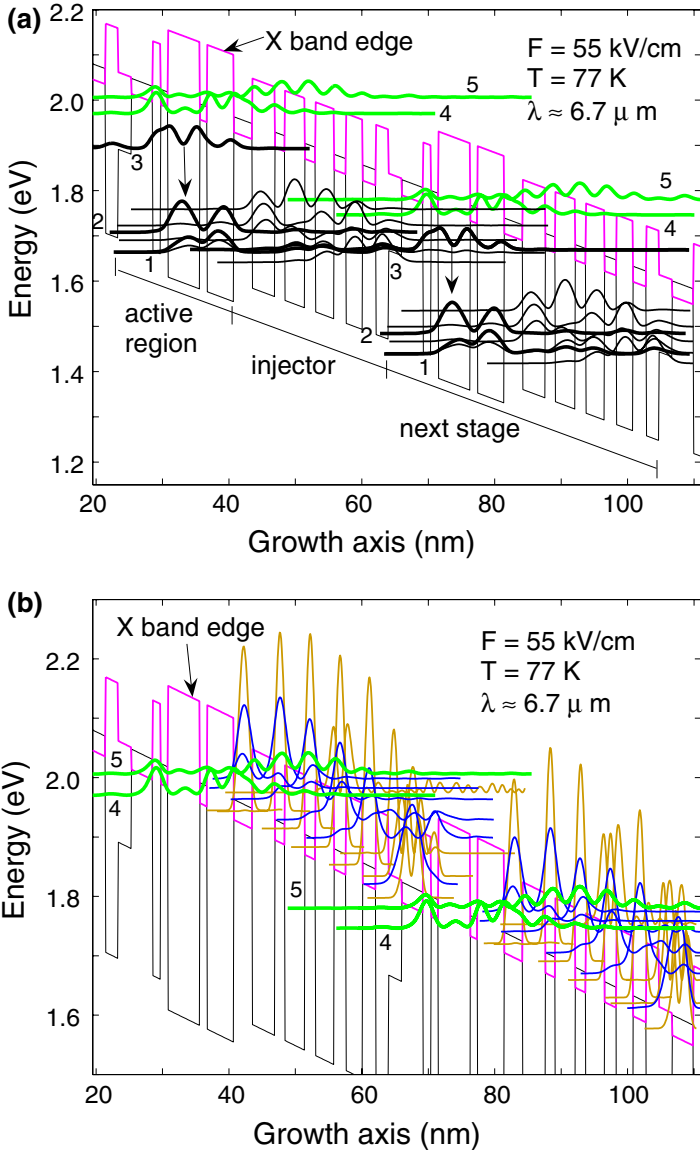 (a)
X band edge
F = 55 kV/cm
T = 77 K
λ ≈ 6.7 μ m
5
4
3
2
1
5
4
3
2
1
active
region
injector
next stage
2.2
2.0
1.8
1.6
1.4
1.2
Energy (eV)
20 40 60 80 100
Growth axis (nm)
(b)
X band edge
F = 55 kV/cm
T = 77 K
λ ≈ 6.7 μ m
5
4
5
4
2.2
2.0
1.8
1.6
Energy (eV)
20 40 60 80 100
Growth axis (nm)